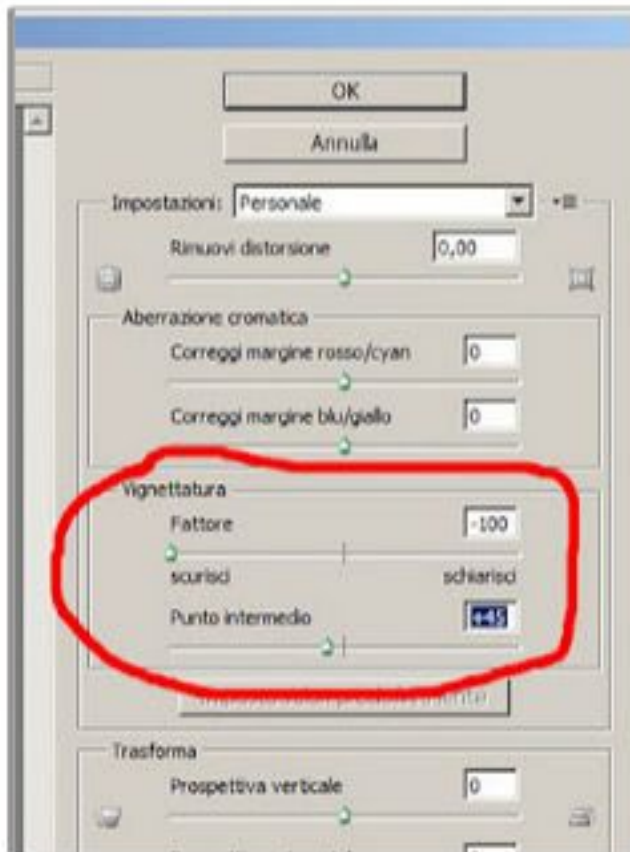 OK
Annulla
Impostazioni: Personale
Rimuovi distorsione 0,00
Aberrazione cromatica
Correggi margine rosso/cyan 0
Correggi margine blu/giallo 0
Vignettatura
Fattore -100
scurisci schiarisci
Punto intermedio +45
Trasforma
Prospettiva verticale 0